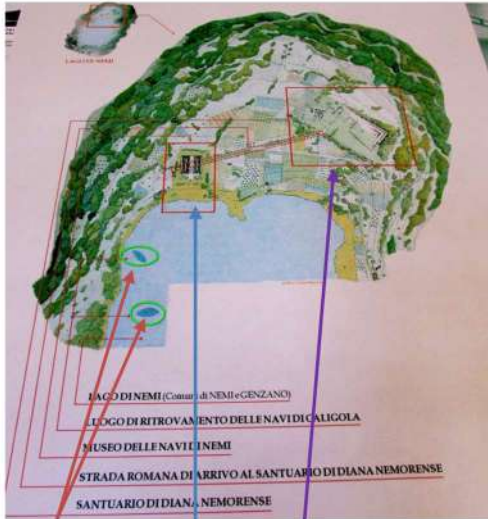 LAGO DI NEMI (Comuni di NEMI e GENZANO)
LUOGO DI RITROVAMENTO DELLE NAVI DI CALIGOLA
MUSEO DELLE NAVI DI NEMI
STRADA ROMANA DI ARRIVO AL SANTUARIO DI DIANA NEMORENSE
SANTUARIO DI DIANA NEMORENSE